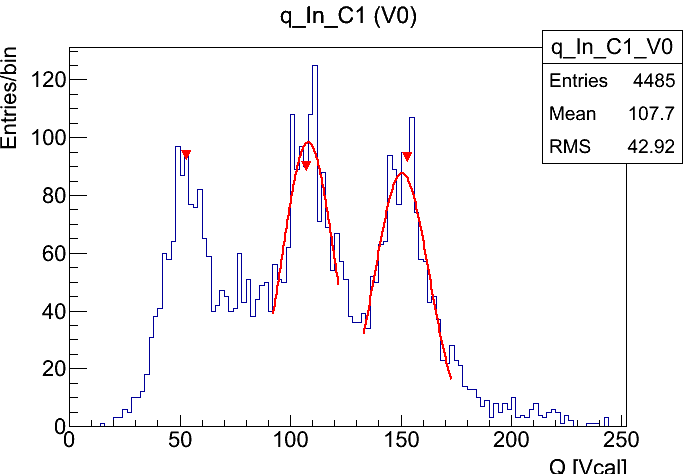 q_In_C1 (V0)
q_In_C1_V0
Entries 4485
Mean 107.7
RMS 42.92
Entries/bin
120
100
80
60
40
20
0
0 50 100 150 200 250
Q [Vcal]